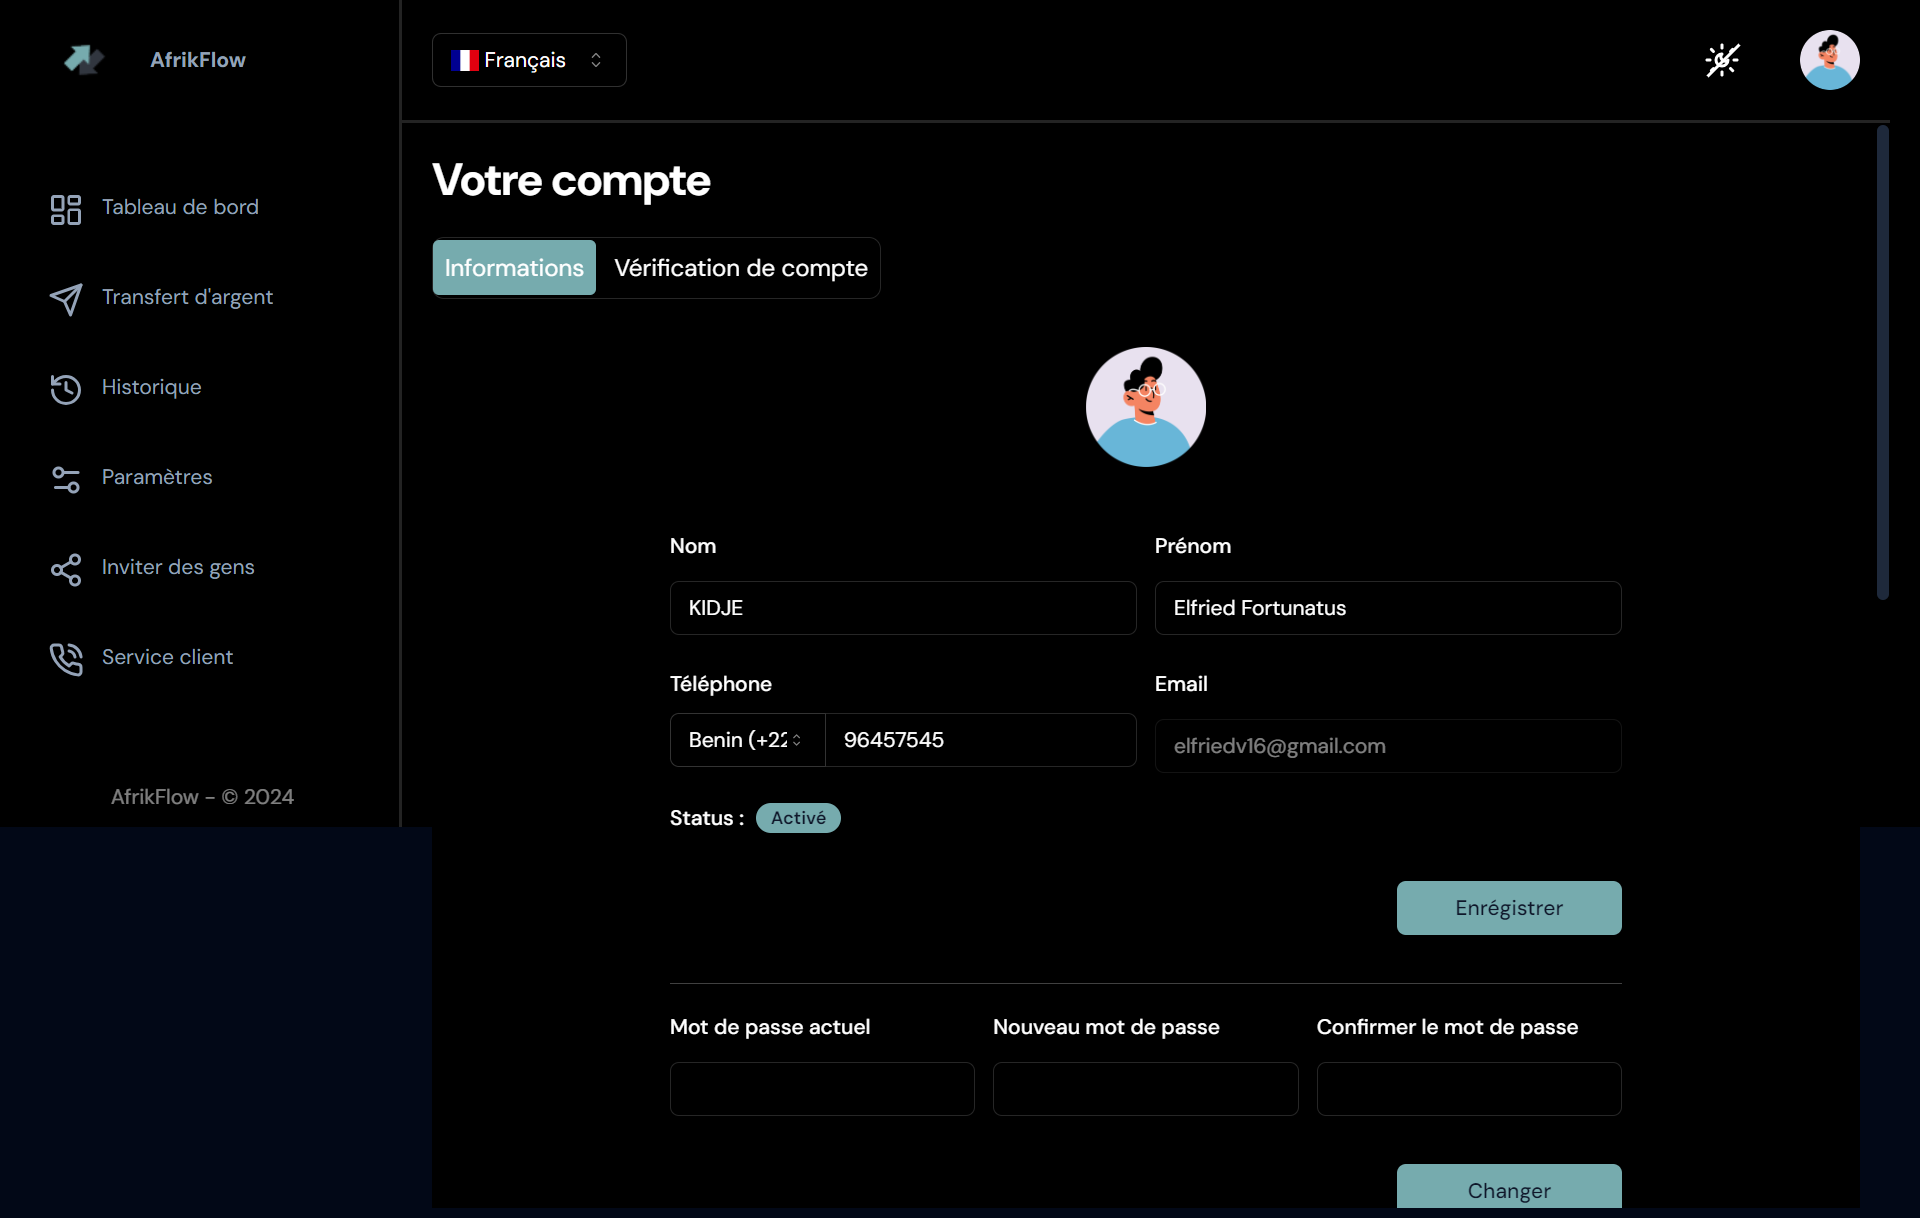 AfrikFlow
Français
Tableau de bord
Transfert d'argent
Historique
Paramètres
Inviter des gens
Service client
AfrikFlow - © 2024
Votre compte
Informations
Vérification de compte
Nom
Prénom
KIDJE
Elfried Fortunatus
Téléphone
Email
Benin (+22
96457545
elfriedv16@gmail.com
Status :
Activé
Enrégistrer
Mot de passe actuel
Nouveau mot de passe
Confirmer le mot de passe
Changer